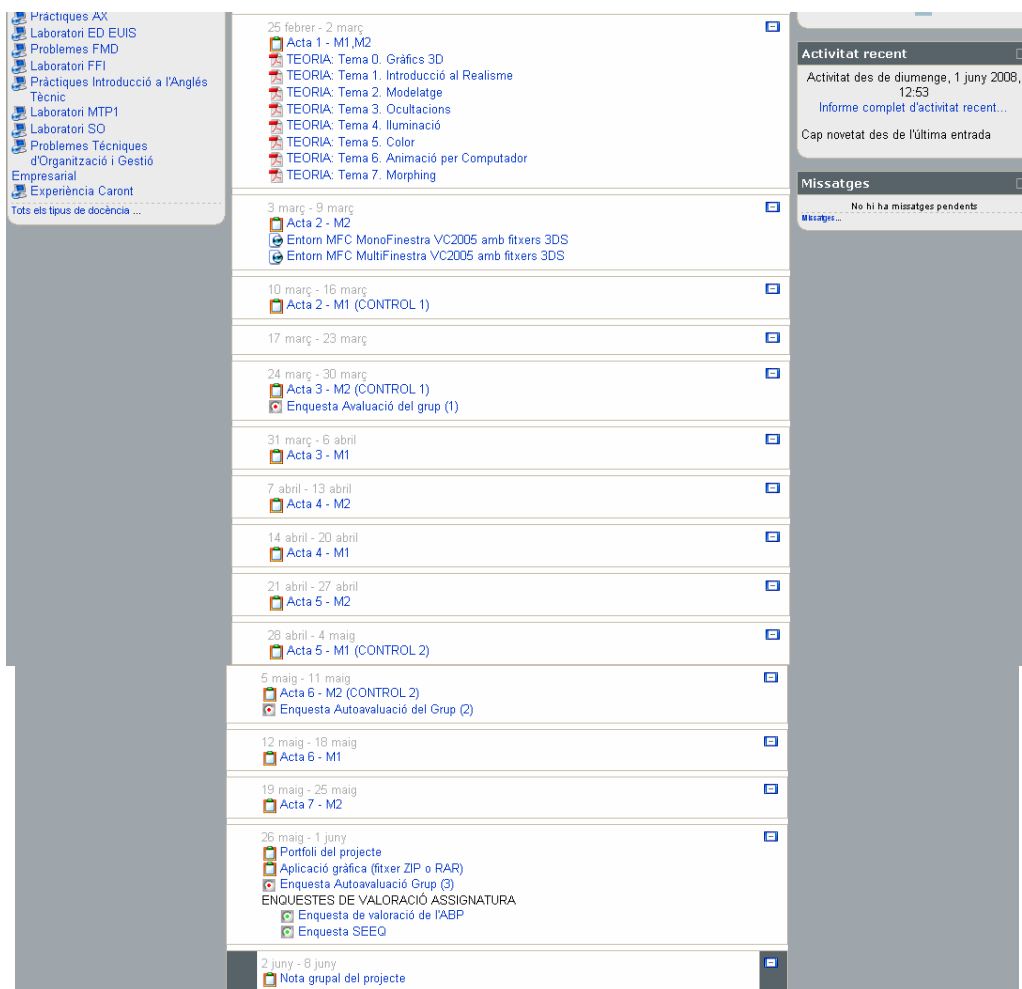 Pràctiques AX
Laboratori ED EUIS
Problemes FMD
Laboratori FFI
Pràctiques Introducció a l'Anglés
Tècnic
Laboratori MTP1
Laboratori SO
Problemes Técniques
d'Organització i Gestió
Empresarial
Experiència Caront
Tots els tipus de docència ...
25 febrer - 2 març
Acta 1 - M1,M2
TEORIA: Tema 0. Gràfics 3D
TEORIA: Tema 1. Introducció al Realisme
TEORIA: Tema 2. Modelatge
TEORIA: Tema 3. Ocultacions
TEORIA: Tema 4. Iluminació
TEORIA: Tema 5. Color
TEORIA: Tema 6. Animació per Computador
TEORIA: Tema 7. Morphing
3 març - 9 març
Acta 2 - M2
Entorn MFC MonoFinestra VC2005 amb fitxers 3DS
Entorn MFC MultiFinestra VC2005 amb fitxers 3DS
10 març - 16 març
Acta 2 - M1 (CONTROL 1)
17 març - 23 març
24 març - 30 març
Acta 3 - M2 (CONTROL 1)
Enquesta Avaluació del grup (1)
31 març - 6 abril
Acta 3 - M1
7 abril - 13 abril
Acta 4 - M2
14 abril - 20 abril
Acta 4 - M1
21 abril - 27 abril
Acta 5 - M2
28 abril - 4 maig
Acta 5 - M1 (CONTROL 2)
5 maig - 11 maig
Acta 6 - M2 (CONTROL 2)
Enquesta Autoavaluació del Grup (2)
12 maig - 18 maig
Acta 6 - M1
19 maig - 25 maig
Acta 7 - M2
26 maig - 1 juny
Portfoli del projecte
Aplicació gràfica (fitxer ZIP o RAR)
Enquesta Autoavaluació Grup (3)
ENQUESTES DE VALORACIÓ ASSIGNATURA
Enquesta de valoració de l'ABP
Enquesta SEEQ
2 juny - 8 juny
Nota grupal del projecte
Activitat recent
Activitat des de diumenge, 1 juny 2008,
12:53
Informe complet d'activitat recent...
Cap novetat des de l'última entrada
Missatges
No hi ha missatges pendents
Missatges...